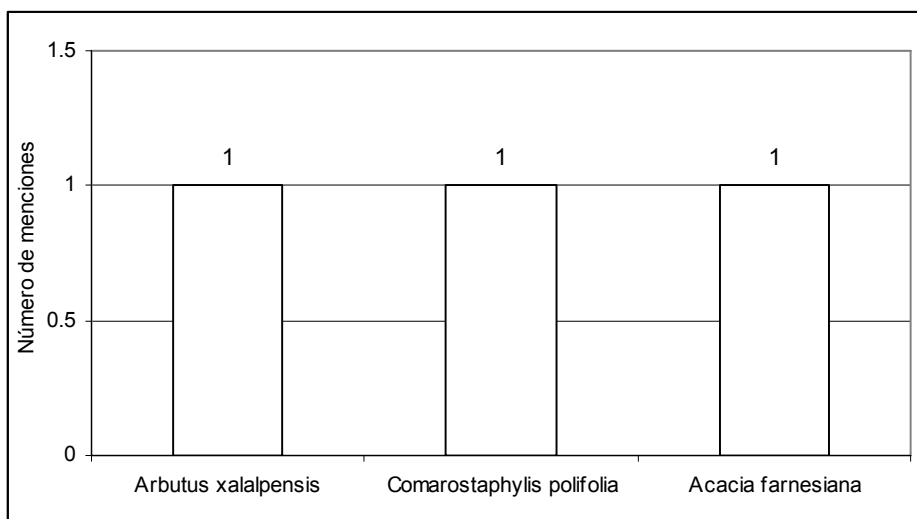 1.5
1
0.5
0
Número de menciones
1
1
1
Arbutus xalalpensis
Comarostaphylis polifolia
Acacia farnesiana